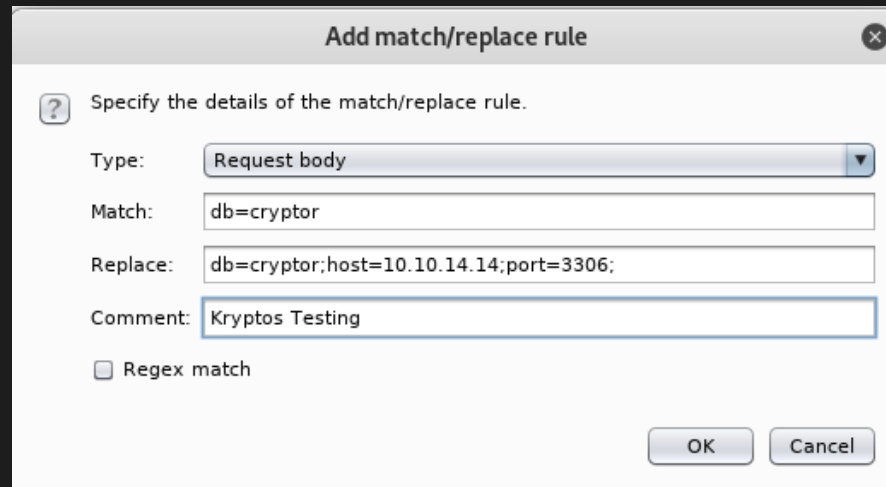 Add match/replace rule
Specify the details of the match/replace rule.
Type: Request body
Match: db=cryptor
Replace: db=cryptor;host=10.10.14.14;port=3306;
Comment: Kryptos Testing
Regex match
OK Cancel